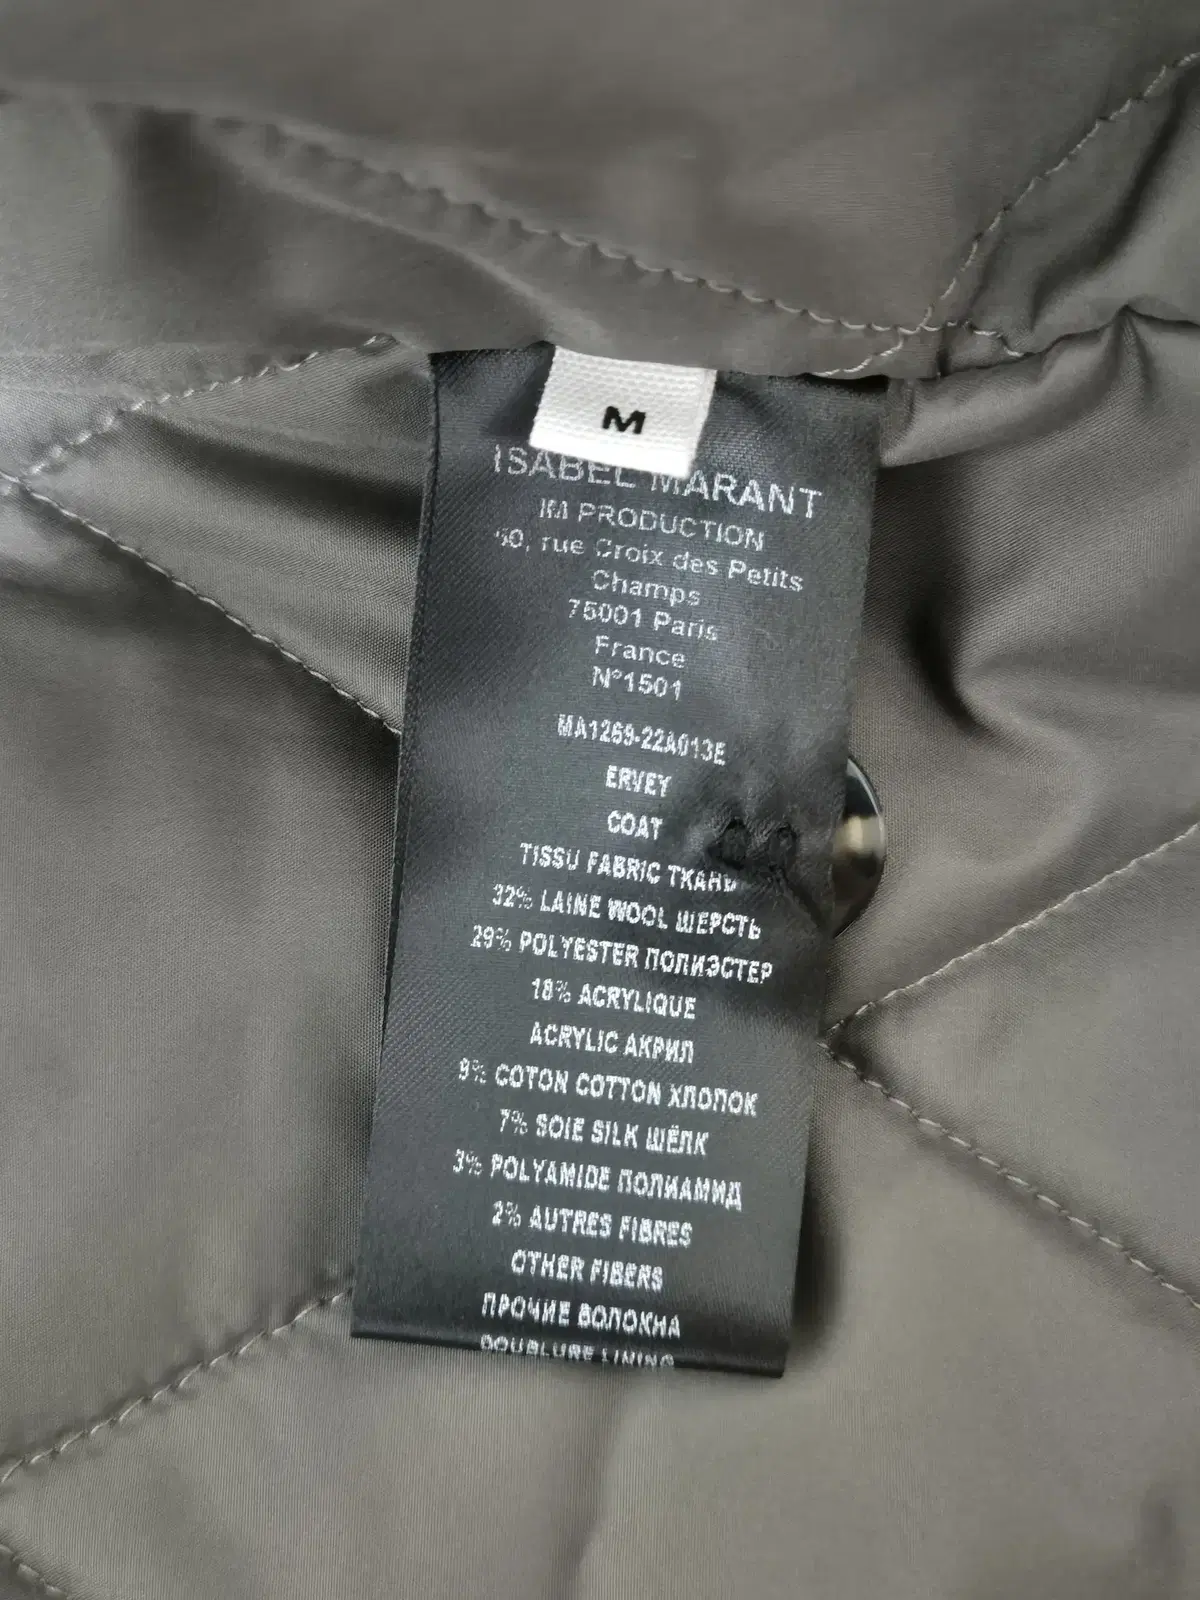 M
ISABEL MARANT
IM PRODUCTION
50, rue Croix des Petits
Champs
75001 Paris
France
N°1501
MA1269-22A013E
ERVEY
COAT
TISSU FABRIC ТКАНЬ
32% LAINE WOOL ШЕРСТЬ
29% POLYESTER ПОЛИЭСТЕР
18% ACRYLIQUE
ACRYLIC АКРИЛ
9% COTON COTTON ХЛОПОК
7% SOIE SILK ШЁЛК
3% POLYAMIDE ПОЛИАМИД
2% AUTRES FIBRES
OTHER FIBERS
ПРОЧИЕ ВОЛОКНА
DOUBLURE LINING